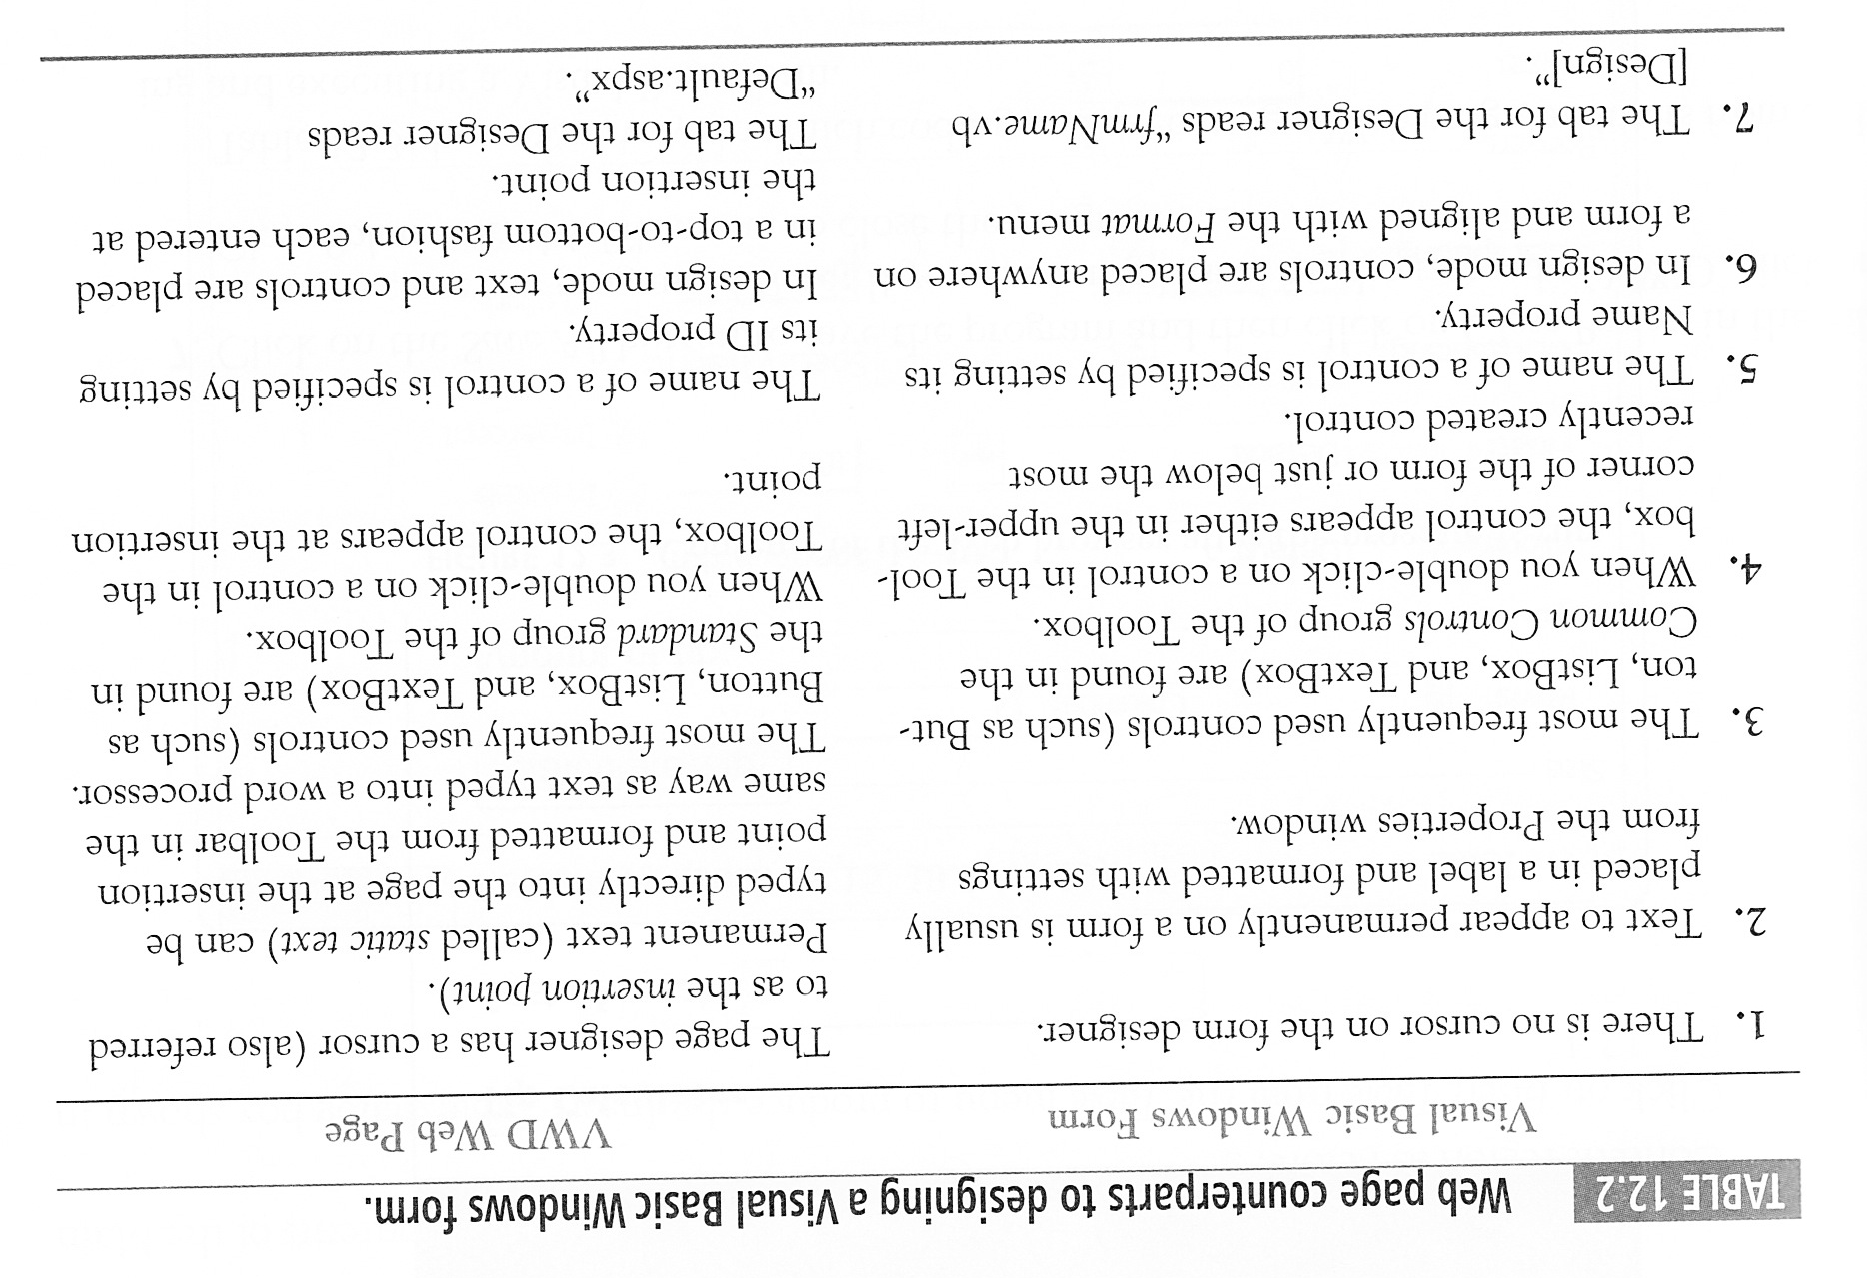 TABLE 12.2 Web page counterparts to designing a Visual Basic Windows form.
Visual Basic Windows Form
VWD Web Page
1. There is no cursor on the form designer.
The page designer has a cursor (also referred
to as the insertion point).
2. Text to appear permanently on a form is usually
placed in a label and formatted with settings
from the Properties window.
Permanent text (called static text) can be
typed directly into the page at the insertion
point and formatted from the Toolbar in the
same way as text typed into a word processor.
3. The most frequently used controls (such as But-
ton, ListBox, and TextBox) are found in the
Common Controls group of the Toolbox.
The most frequently used controls (such as
Button, ListBox, and TextBox) are found in
the Standard group of the Toolbox.
4. When you double-click on a control in the Tool-
box, the control appears either in the upper-left
corner of the form or just below the most
recently created control.
When you double-click on a control in the
Toolbox, the control appears at the insertion
point.
5. The name of a control is specified by setting its
Name property.
The name of a control is specified by setting
its ID property.
6. In design mode, controls are placed anywhere on
a form and aligned with the Format menu.
In design mode, text and controls are placed
in a top-to-bottom fashion, each entered at
the insertion point.
7. The tab for the Designer reads “frmName.vb
[Design]”.
The tab for the Designer reads
“Default.aspx”.